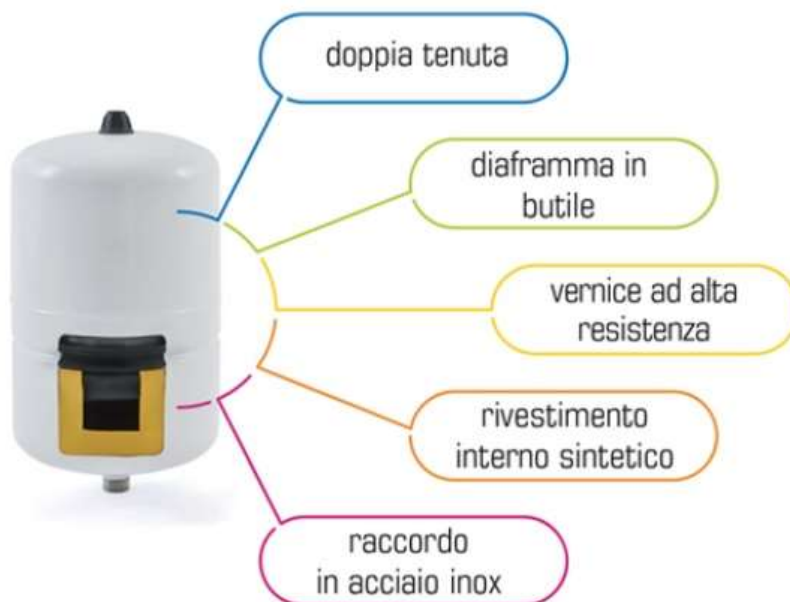 doppia tenuta
diaframma in
butile
vernice ad alta
resistenza
rivestimento
interno sintetico
raccordo
in acciaio inox